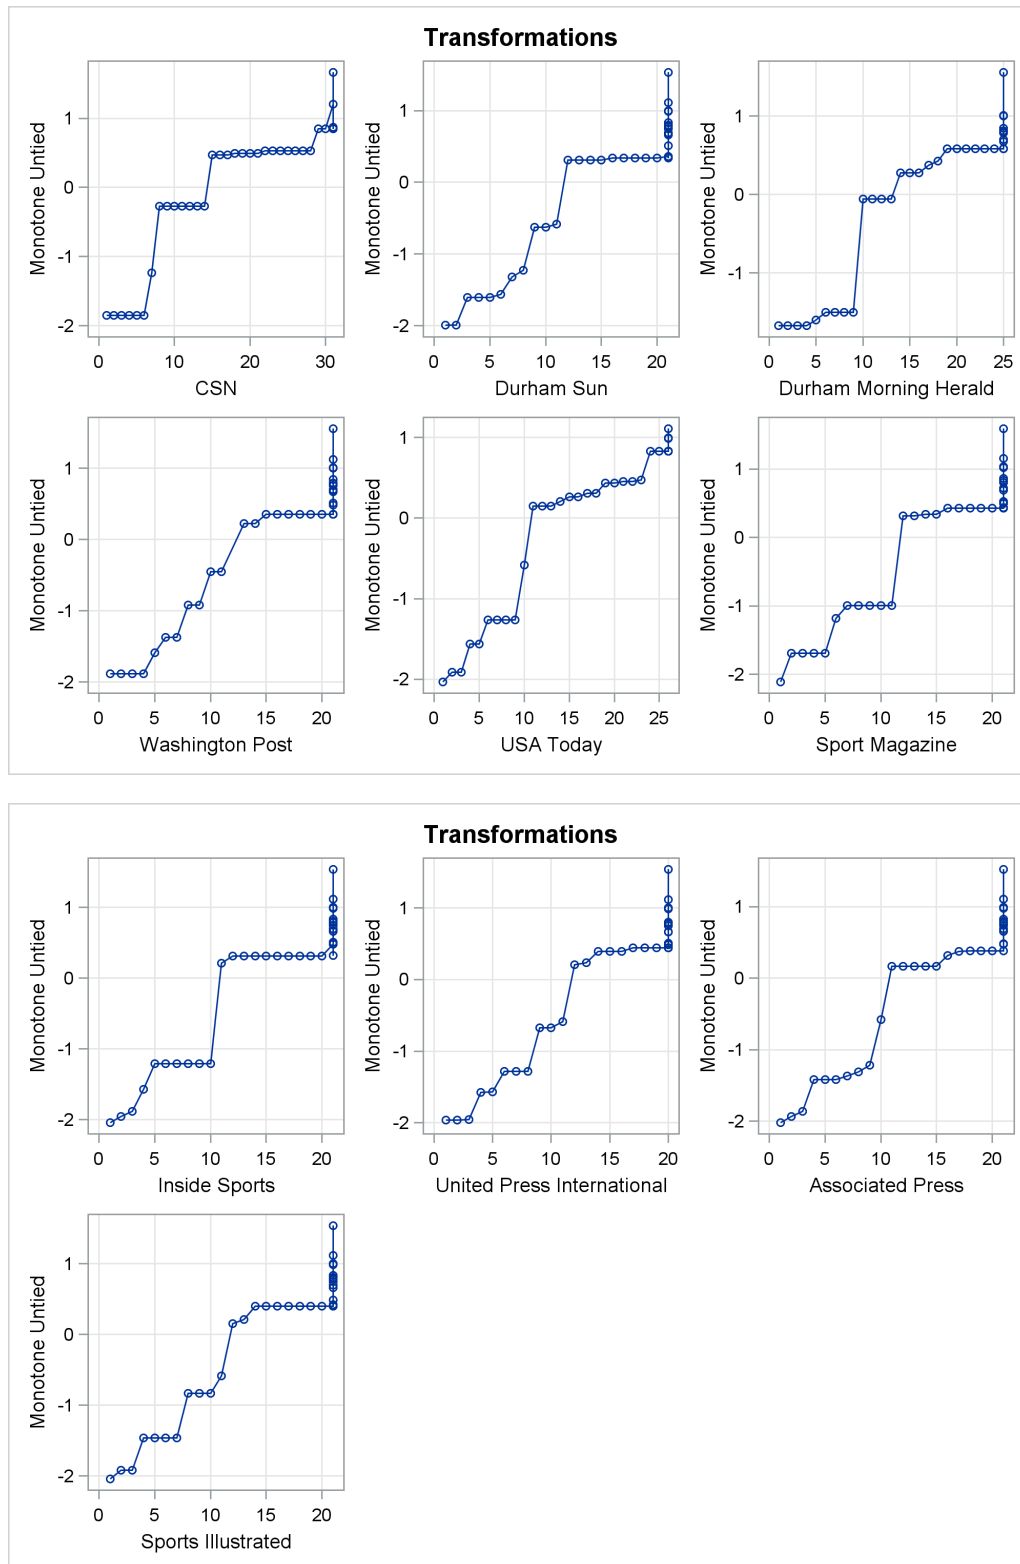 Transformations
Monotone Untied
1
0
-1
-2
0 10 20 30
CSN
Monotone Untied
1
0
-1
-2
0 5 10 15 20
Durham Sun
Monotone Untied
1
0
-1
0 5 10 15 20 25
Durham Morning Herald
Monotone Untied
1
0
-1
-2
0 5 10 15 20
Washington Post
Monotone Untied
1
0
-1
-2
0 5 10 15 20 25
USA Today
Monotone Untied
1
0
-1
-2
0 5 10 15 20
Sport Magazine
Transformations
Monotone Untied
1
0
-1
-2
0 5 10 15 20
Inside Sports
Monotone Untied
1
0
-1
-2
0 5 10 15 20
United Press International
Monotone Untied
1
0
-1
-2
0 5 10 15 20
Associated Press
Monotone Untied
1
0
-1
-2
0 5 10 15 20
Sports Illustrated